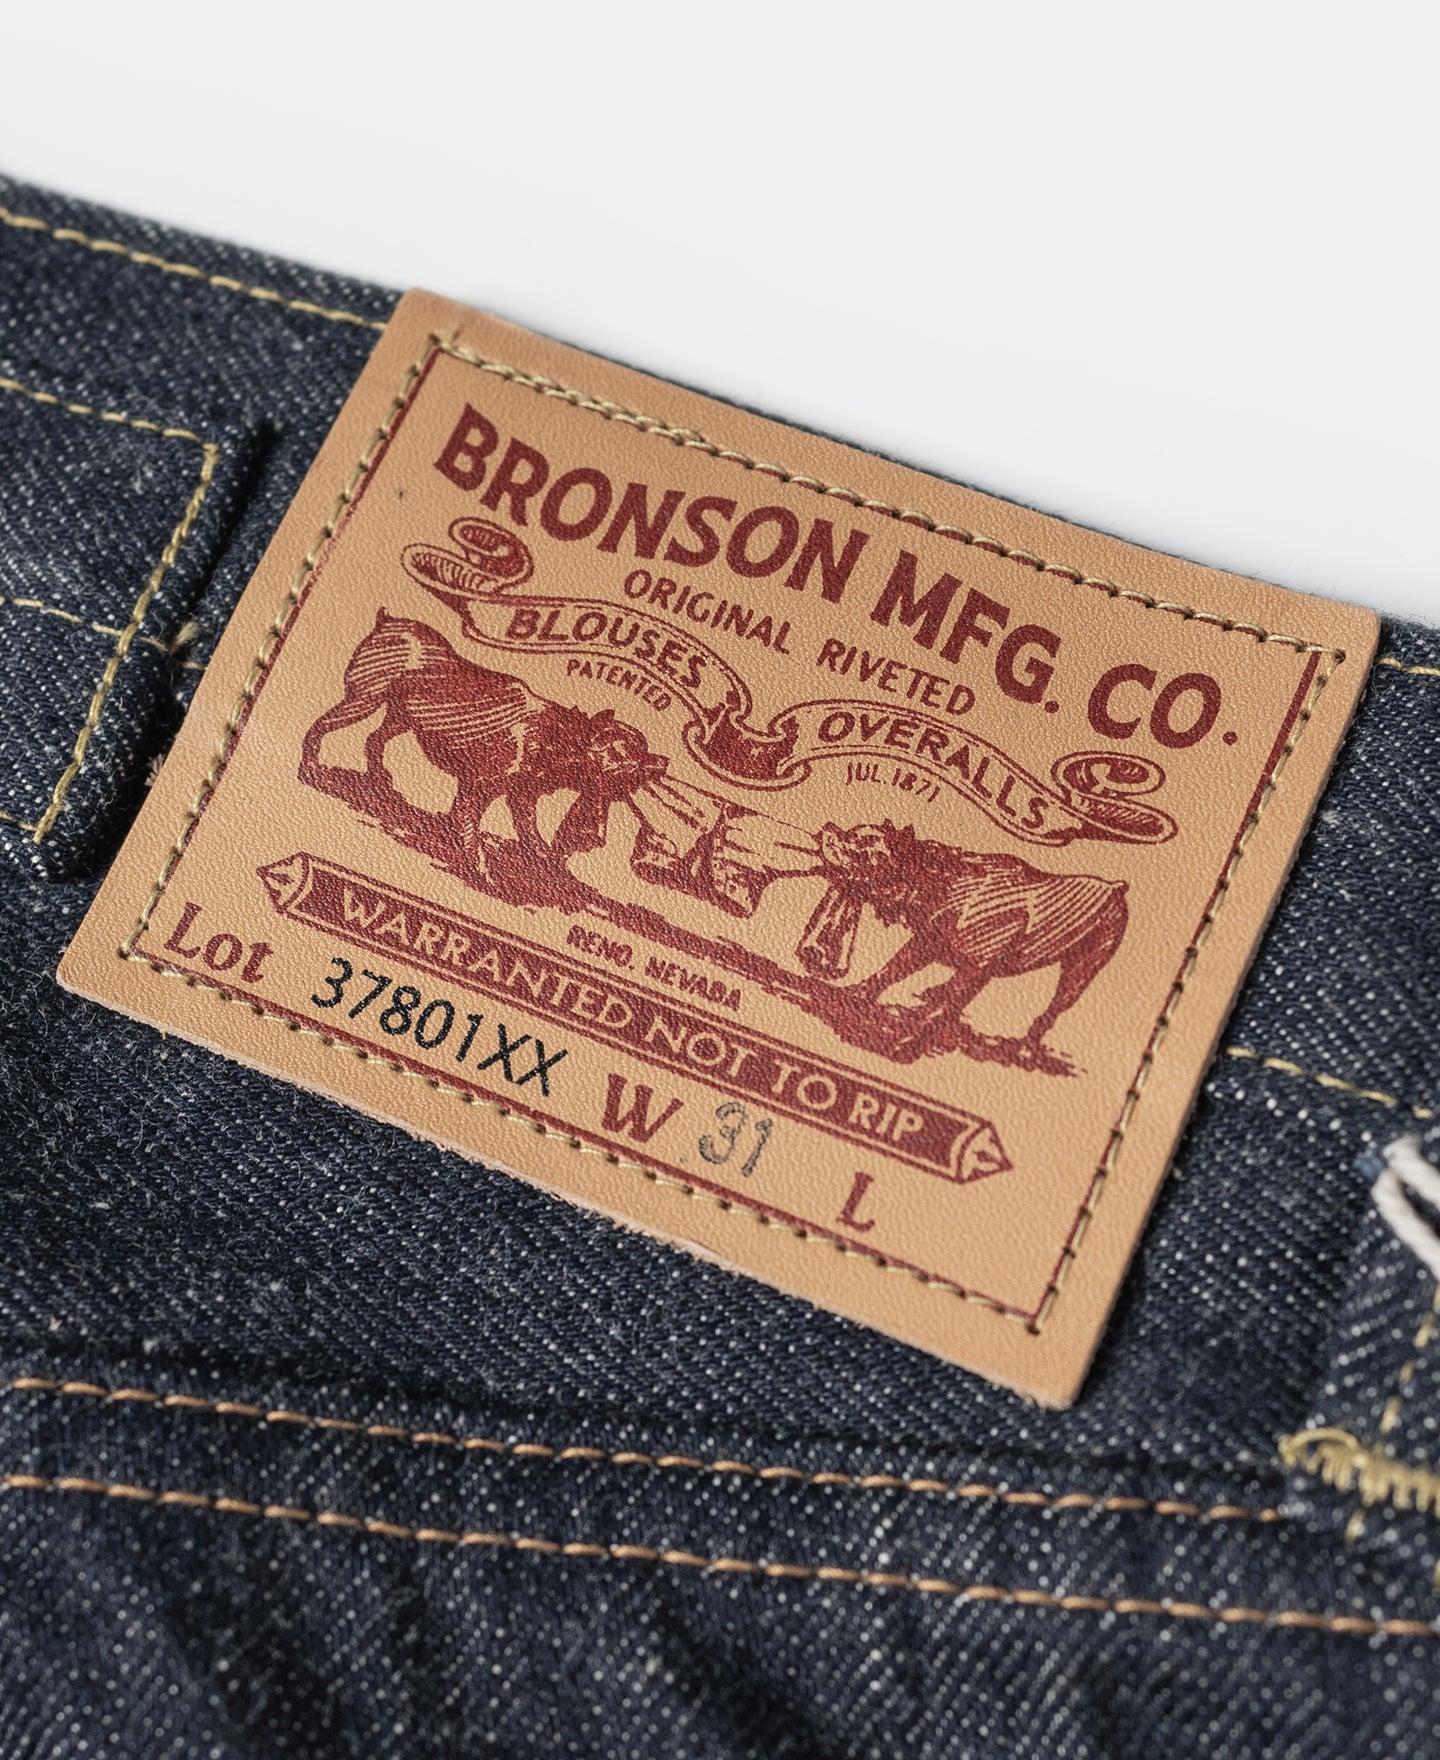 BRONSON MFG. CO.
ORIGINAL RIVETED
BLOUSES OVERALLS
PATENTED JUL.1871
RENO, NEVADA
WARRANTED NOT TO RIP
Lot 37801XX W 31 L